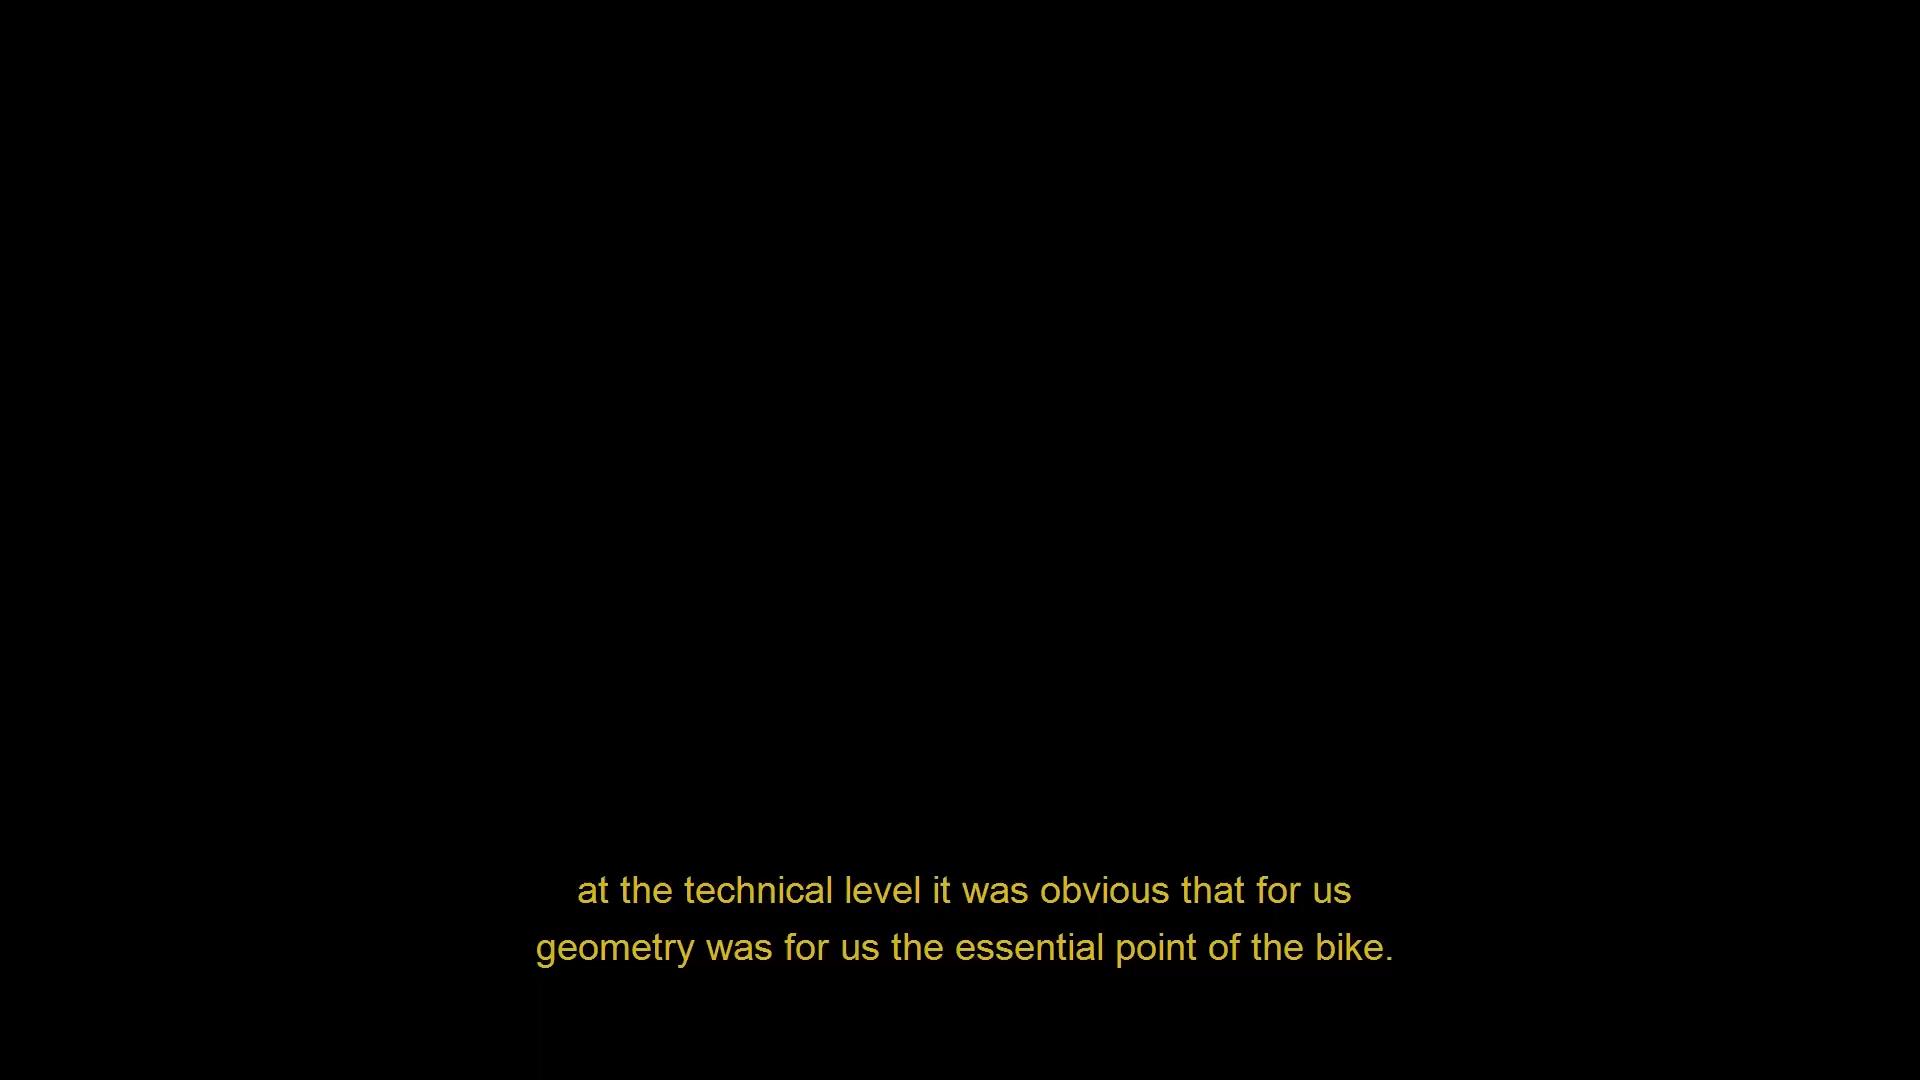 at the technical level it was obvious that for us
geometry was for us the essential point of the bike.